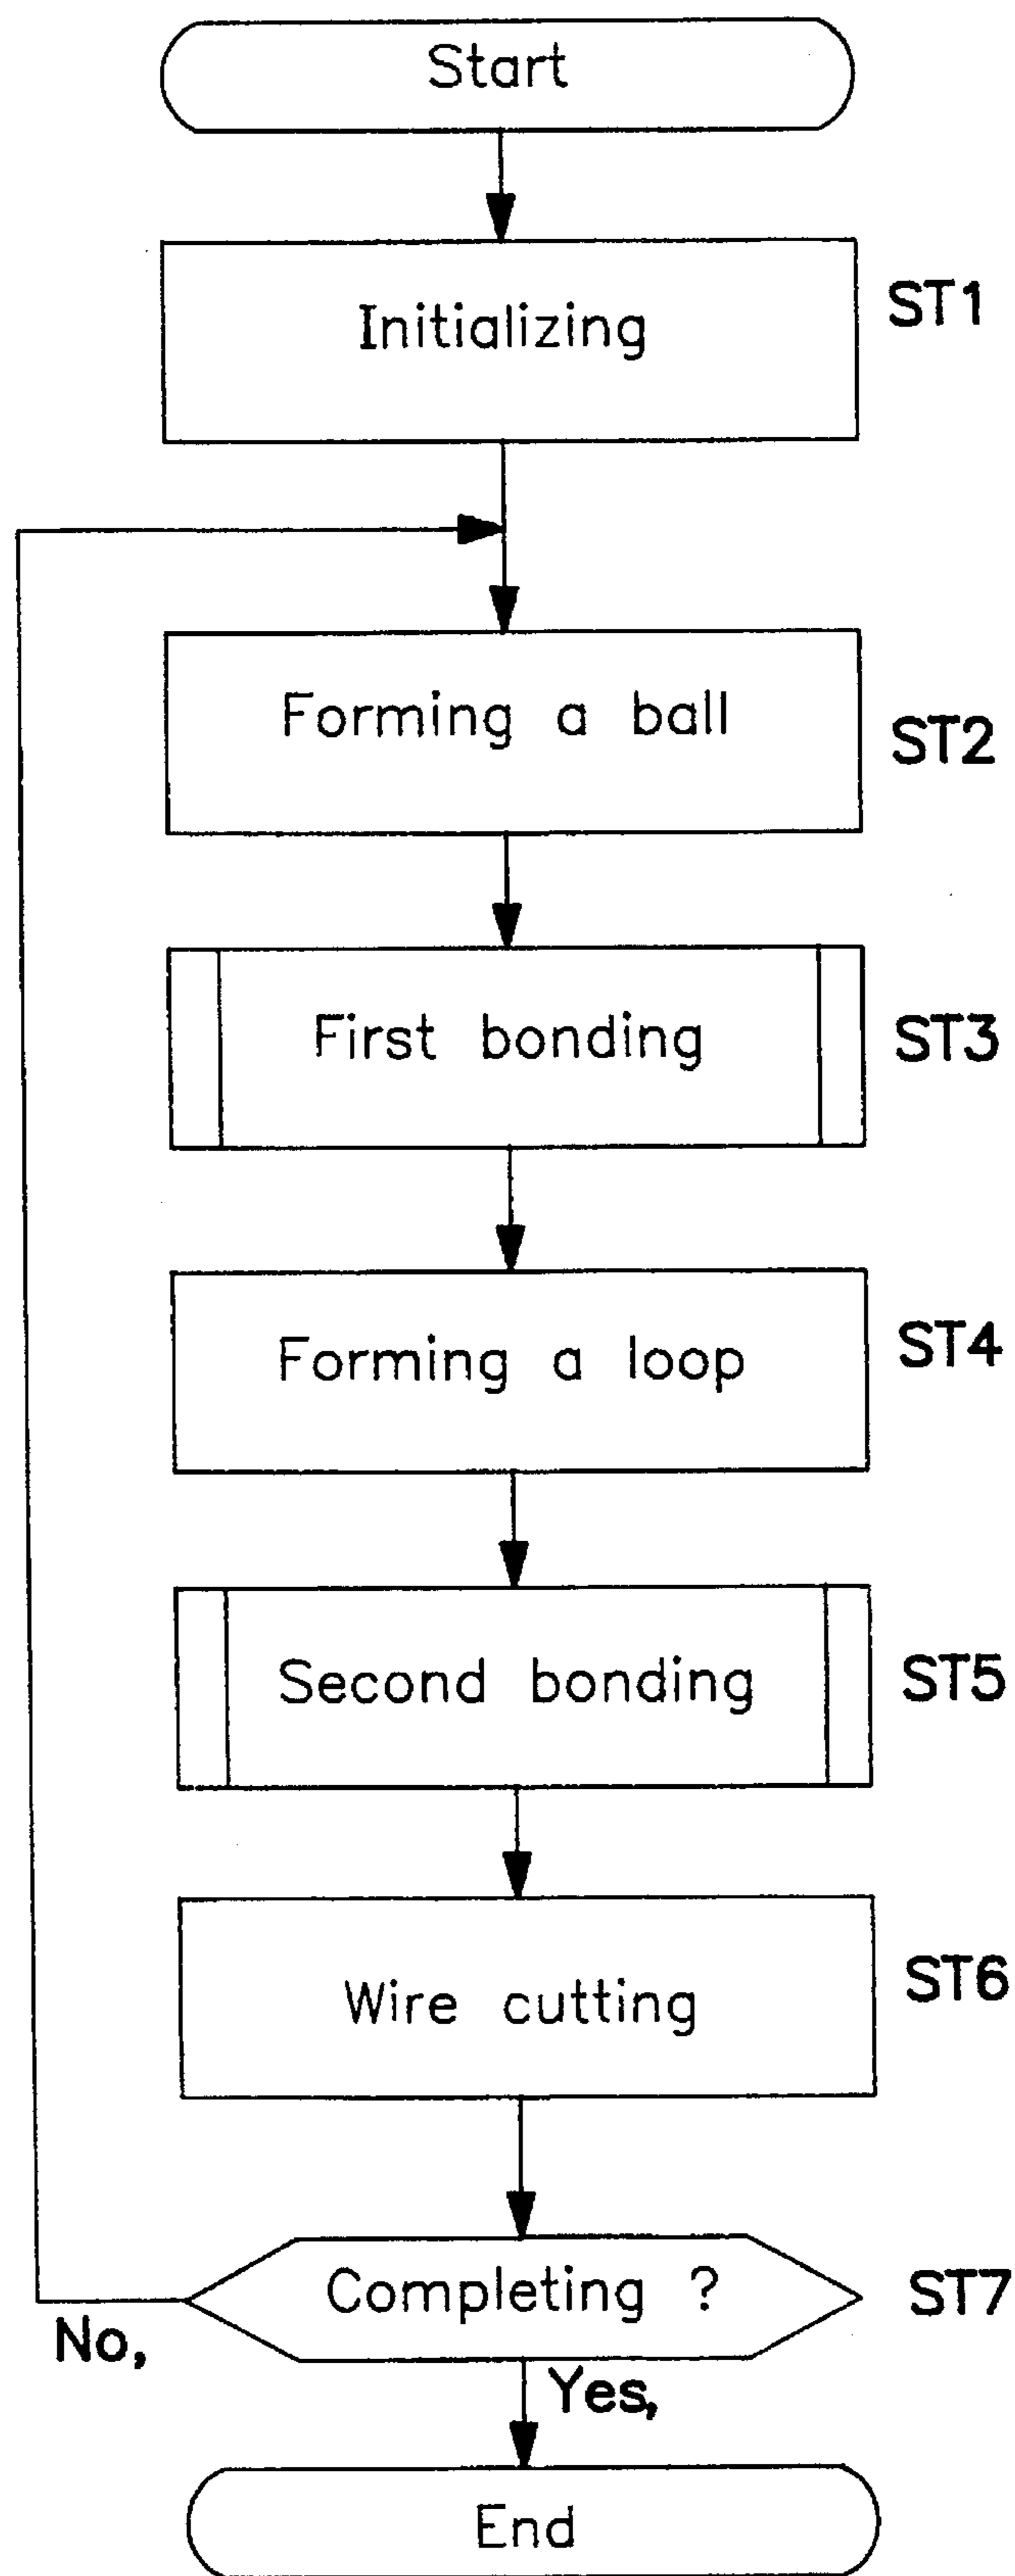 Start
Initializing
ST1
Forming a ball
ST2
First bonding
ST3
Forming a loop
ST4
Second bonding
ST5
Wire cutting
ST6
Completing ?
ST7
No,
Yes,
End